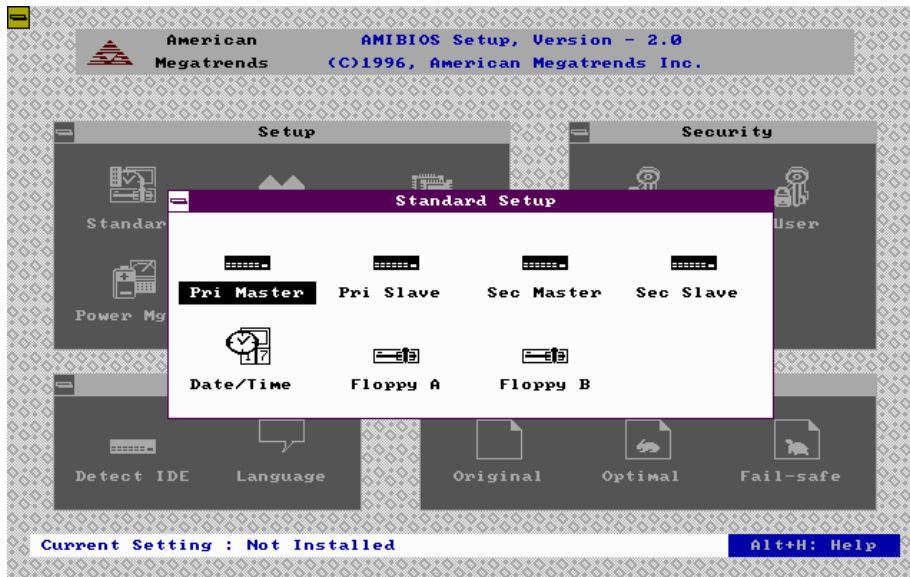 American
Megatrends
AMIBIOS Setup, Version - 2.0
(C)1996, American Megatrends Inc.
Setup
Security
Standar
User
Power Mg
Standard Setup
Pri Master
Pri Slave
Sec Master
Sec Slave
Date/Time
Floppy A
Floppy B
Detect IDE
Language
Original
Optimal
Fail-safe
Current Setting : Not Installed
Alt+H: Help